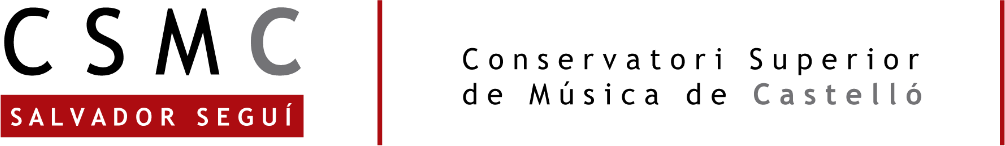 CSMC
SALVADOR SEGUÍ
Conservatori Superior
de Música de Castelló